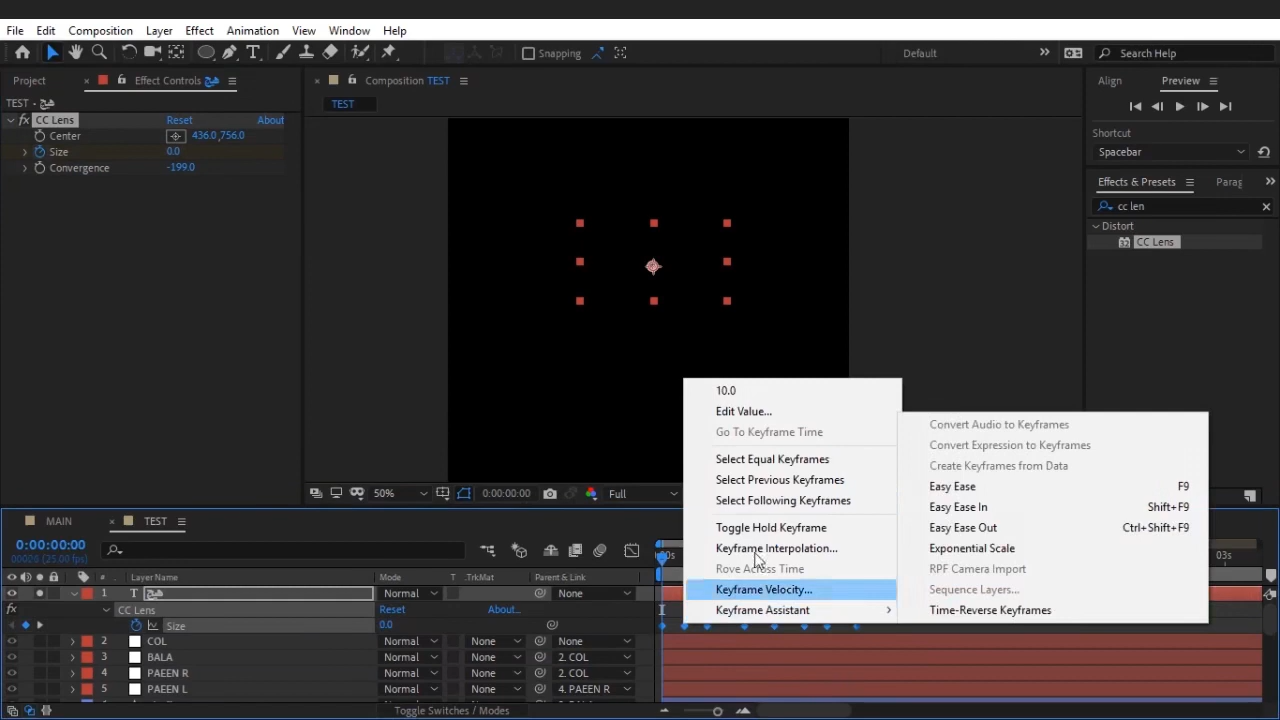 File Edit Composition Layer Effect Animation View Window Help
Snapping Default Search Help
Project Effect Controls هیچ
Composition TEST
Align Preview
TEST -
TEST
CC Lens Reset About
Center 436.0,756.0
Size 0.0
Convergence -199.0
Shortcut
Spacebar
Effects & Presets Parag
cc len
Distort
CC Lens
10.0
Edit Value...
Go To Keyframe Time
Select Equal Keyframes
Select Previous Keyframes
Select Following Keyframes
Toggle Hold Keyframe
Keyframe Interpolation...
Rove Across Time
Keyframe Velocity...
Keyframe Assistant
Convert Audio to Keyframes
Convert Expression to Keyframes
Create Keyframes from Data
Easy Ease F9
Easy Ease In Shift+F9
Easy Ease Out Ctrl+Shift+F9
Exponential Scale
RPF Camera Import
Sequence Layers...
Time-Reverse Keyframes
50% 0:00:00:00 Full
MAIN TEST
0:00:00:00
00000 (25.00 fps)
00s 03s
# Layer Name Mode T .TrkMat Parent & Link
1 T Normal None
CC Lens Reset About...
Size 0.0
2 COL Normal None None
3 BALA Normal None 2. COL
4 PAEEN R Normal None 2. COL
5 PAEEN L Normal None 4. PAEEN R
Toggle Switches / Modes